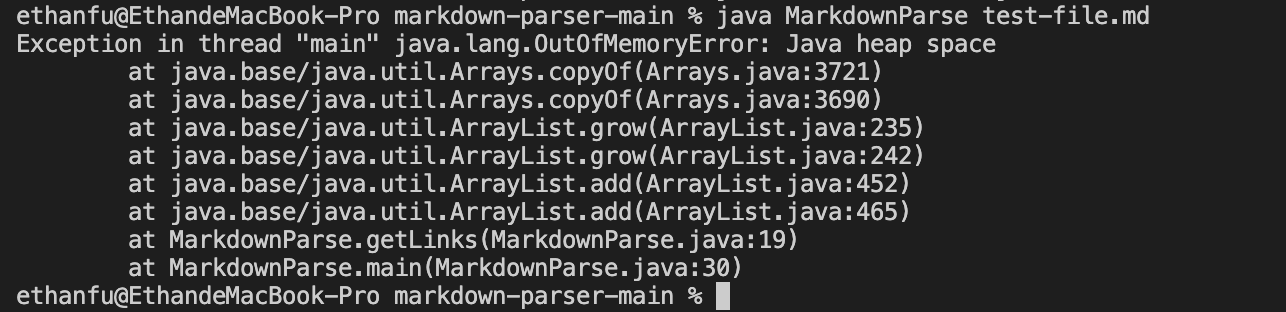 ethanfu@EthandeMacBook-Pro markdown-parser-main % java MarkdownParse test-file.md
Exception in thread "main" java.lang.OutOfMemoryError: Java heap space
        at java.base/java.util.Arrays.copyOf(Arrays.java:3721)
        at java.base/java.util.Arrays.copyOf(Arrays.java:3690)
        at java.base/java.util.ArrayList.grow(ArrayList.java:235)
        at java.base/java.util.ArrayList.grow(ArrayList.java:242)
        at java.base/java.util.ArrayList.add(ArrayList.java:452)
        at java.base/java.util.ArrayList.add(ArrayList.java:465)
        at MarkdownParse.getLinks(MarkdownParse.java:19)
        at MarkdownParse.main(MarkdownParse.java:30)
ethanfu@EthandeMacBook-Pro markdown-parser-main %